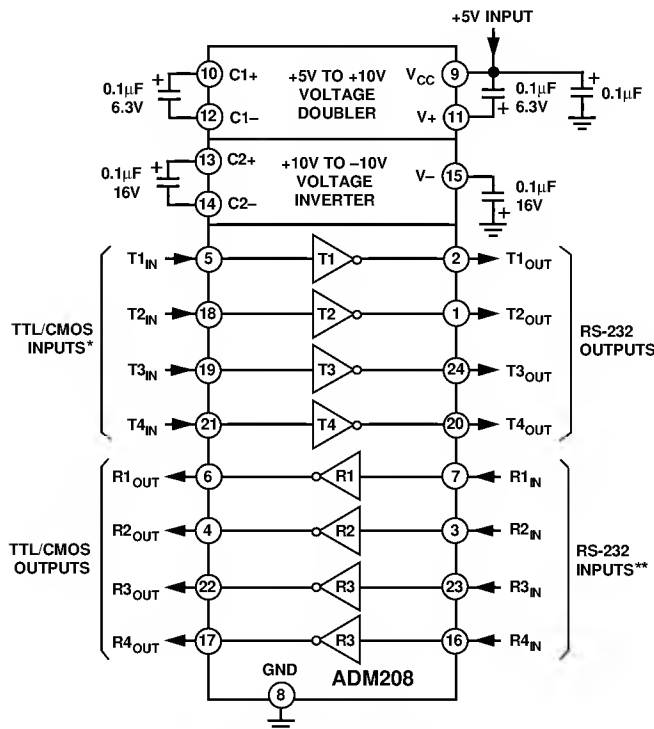 +5V INPUT
10 C1+ +5V TO +10V VOLTAGE DOUBLER VCC 9
0.1µF 6.3V
12 C1– V+ 11
+ 0.1µF 6.3V +
+ 0.1µF
13 C2+ +10V TO –10V VOLTAGE INVERTER V– 15
+ 0.1µF 16V
14 C2–
0.1µF 16V +
TTL/CMOS INPUTS*
T1IN 5 T1 2 T1OUT
T2IN 18 T2 1 T2OUT
T3IN 19 T3 24 T3OUT
T4IN 21 T4 20 T4OUT
RS-232 OUTPUTS
TTL/CMOS OUTPUTS
R1OUT 6 R1 7 R1IN
R2OUT 4 R2 3 R2IN
R3OUT 22 R3 23 R3IN
R4OUT 17 R3 16 R4IN
RS-232 INPUTS**
GND
8
ADM208